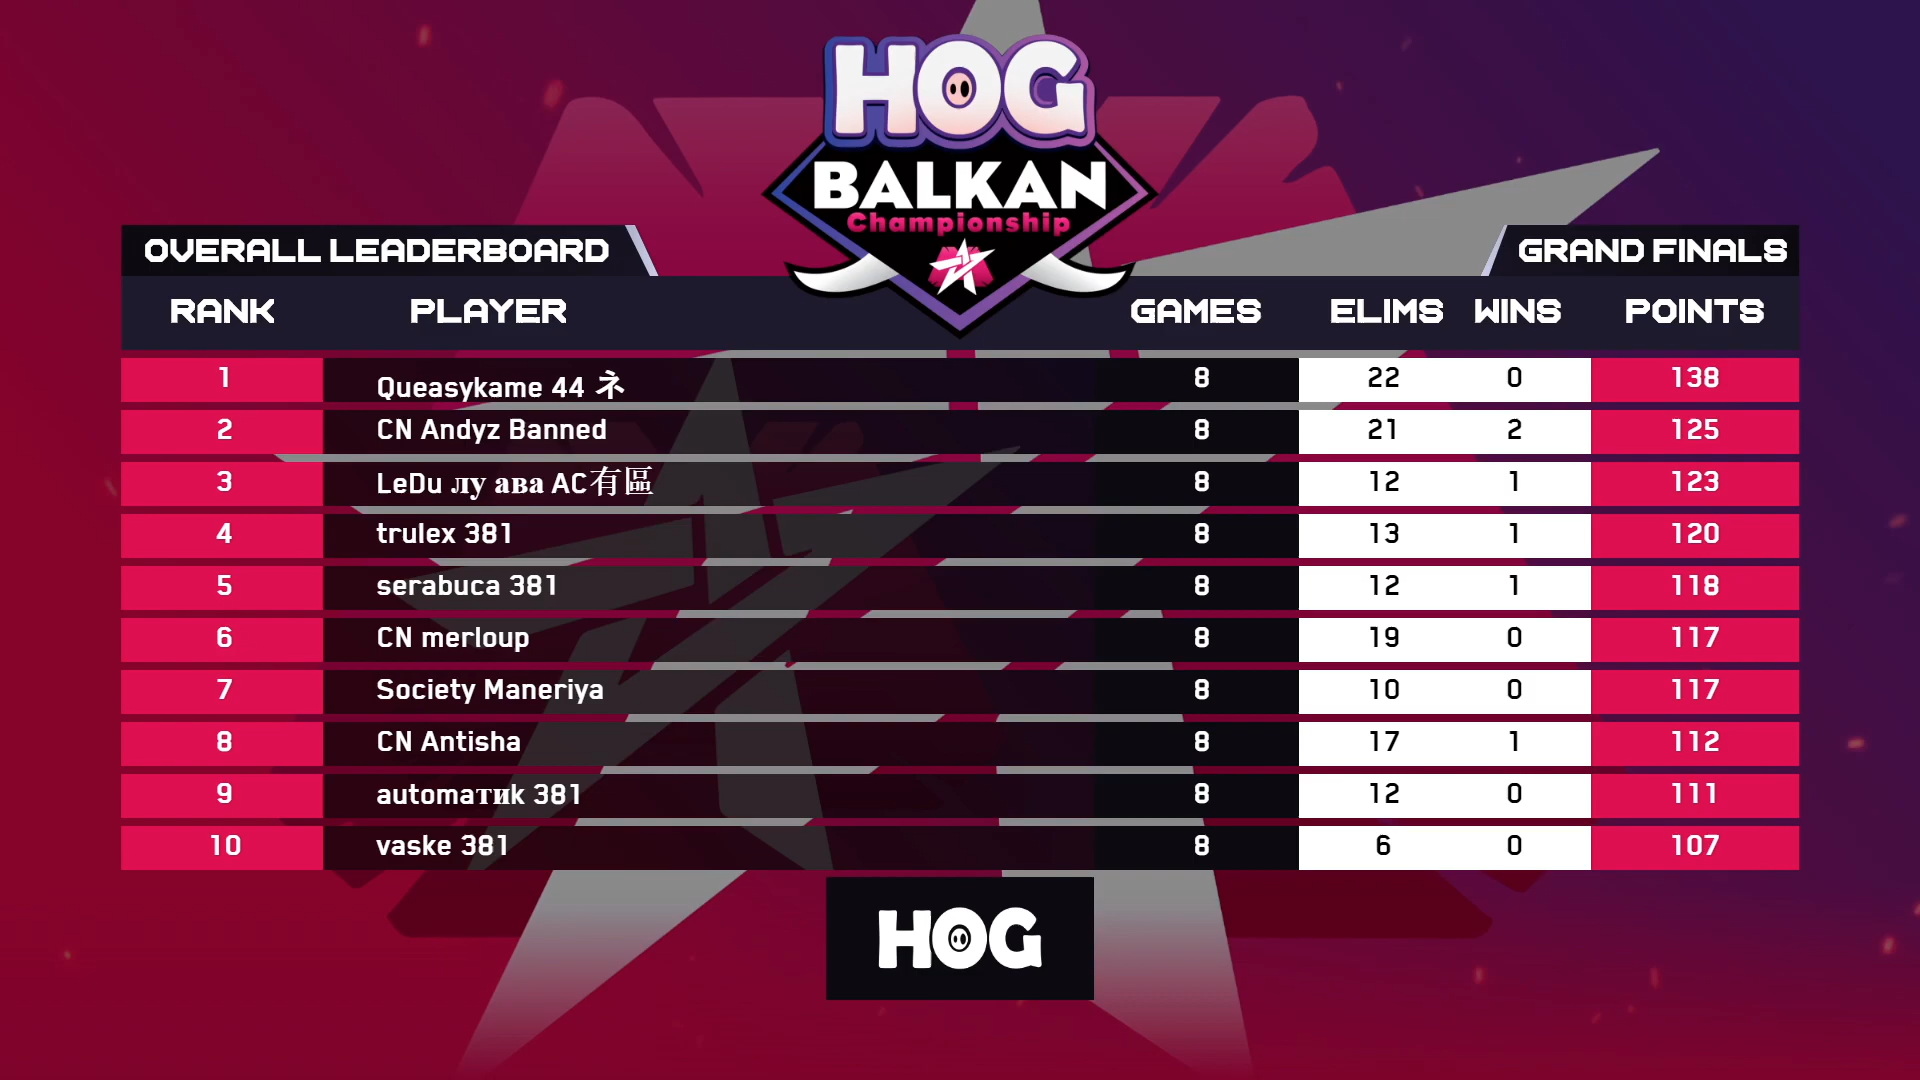 HOG
BALKAN
Championship
OVERALL LEADERBOARD
GRAND FINALS
RANK PLAYER GAMES ELIMS WINS POINTS
1 Queasykame 44 ネ 8 22 0 138
2 CN Andyz Banned 8 21 2 125
3 LeDu лу ава AC有區 8 12 1 123
4 trulex 381 8 13 1 120
5 serabuca 381 8 12 1 118
6 CN merloup 8 19 0 117
7 Society Maneriya 8 10 0 117
8 CN Antisha 8 17 1 112
9 automaтиk 381 8 12 0 111
10 vaske 381 8 6 0 107
HOG